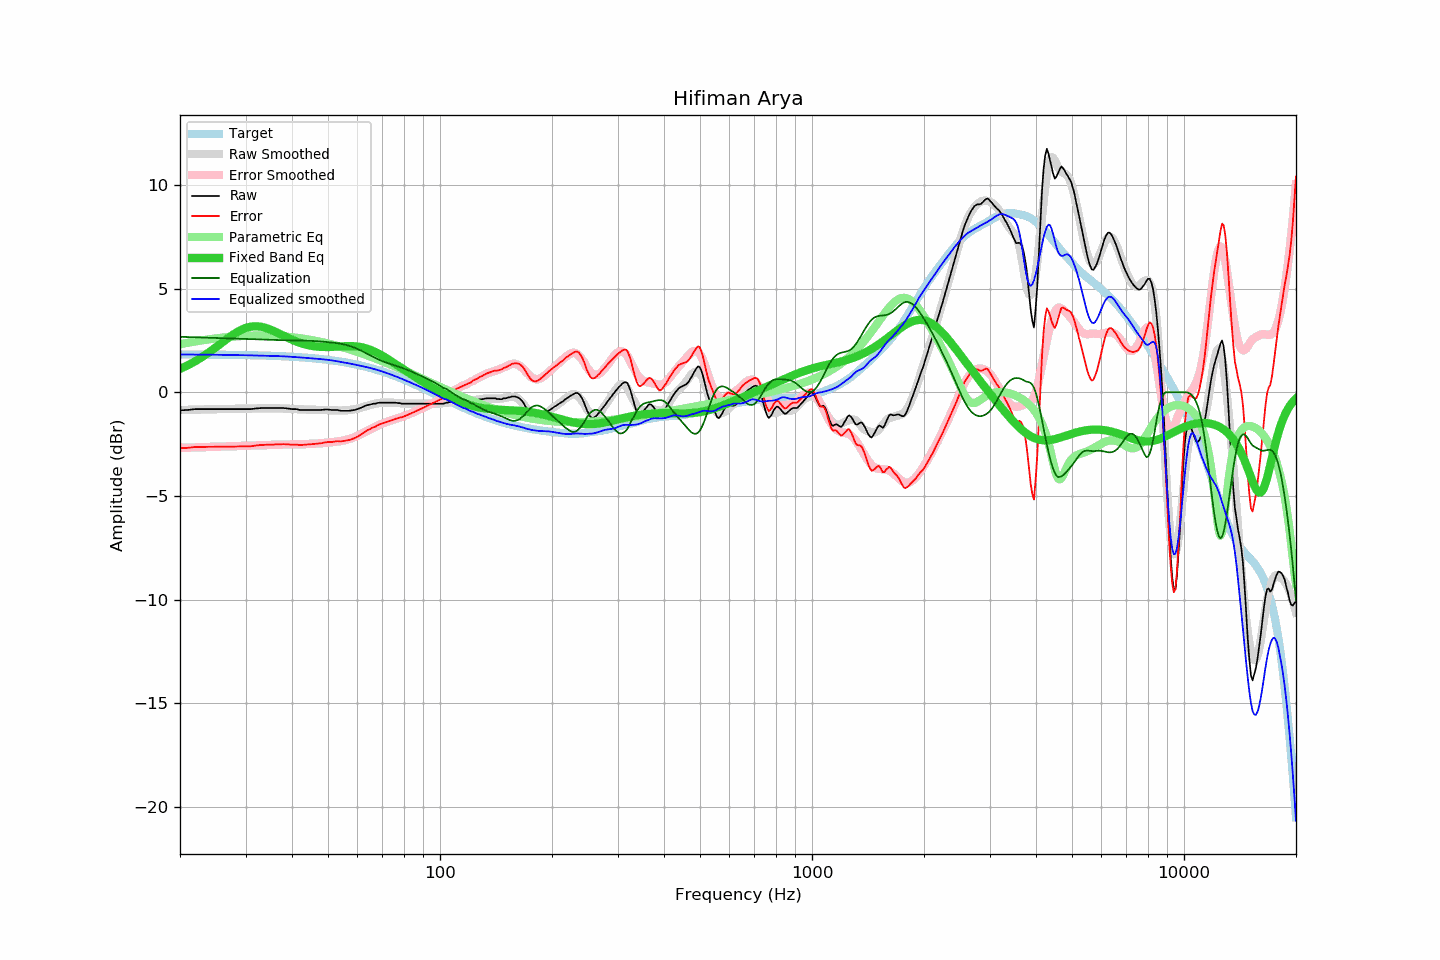 Hifiman Arya
Target
Raw Smoothed
Error Smoothed
Raw
Error
Parametric Eq
Fixed Band Eq
Equalization
Equalized smoothed
10
5
0
−5
−10
−15
−20
Amplitude (dBr)
100
1000
10000
Frequency (Hz)